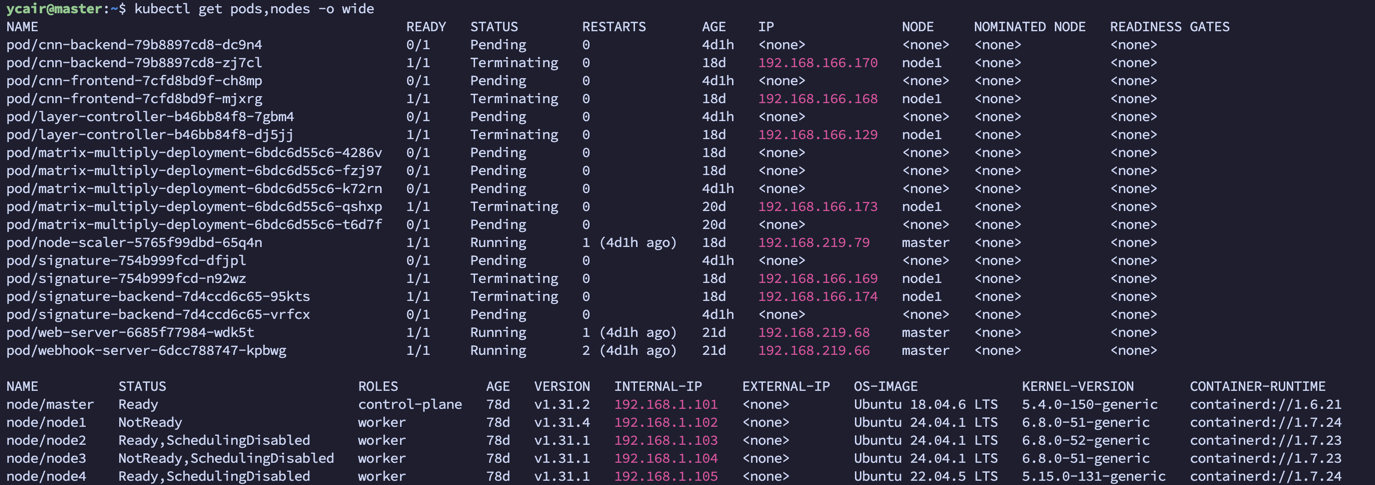 ycair@master:~$ kubectl get pods,nodes -o wide
NAME                                      READY   STATUS        RESTARTS       AGE    IP                NODE     NOMINATED NODE   READINESS GATES
pod/cnn-backend-79b8897cd8-dc9n4          0/1     Pending       0              4d1h   <none>            <none>   <none>           <none>
pod/cnn-backend-79b8897cd8-zj7cl          1/1     Terminating   0              18d    192.168.166.170   node1    <none>           <none>
pod/cnn-frontend-7cfd8bd9f-ch8mp          0/1     Pending       0              4d1h   <none>            <none>   <none>           <none>
pod/cnn-frontend-7cfd8bd9f-mjxrg          1/1     Terminating   0              18d    192.168.166.168   node1    <none>           <none>
pod/layer-controller-b46bb84f8-7gbm4      0/1     Pending       0              4d1h   <none>            <none>   <none>           <none>
pod/layer-controller-b46bb84f8-dj5jj      1/1     Terminating   0              18d    192.168.166.129   node1    <none>           <none>
pod/matrix-multiply-deployment-6bdc6d55c6-4286v   0/1     Pending       0              18d    <none>            <none>   <none>           <none>
pod/matrix-multiply-deployment-6bdc6d55c6-fzj97   0/1     Pending       0              18d    <none>            <none>   <none>           <none>
pod/matrix-multiply-deployment-6bdc6d55c6-k72rn   0/1     Pending       0              4d1h   <none>            <none>   <none>           <none>
pod/matrix-multiply-deployment-6bdc6d55c6-qshxp   1/1     Terminating   0              20d    192.168.166.173   node1    <none>           <none>
pod/matrix-multiply-deployment-6bdc6d55c6-t6d7f   0/1     Pending       0              20d    <none>            <none>   <none>           <none>
pod/node-scaler-5765f99dbd-65q4n          1/1     Running       1 (4d1h ago)   18d    192.168.219.79    master   <none>           <none>
pod/signature-754b999fcd-dfjpl            0/1     Pending       0              4d1h   <none>            <none>   <none>           <none>
pod/signature-754b999fcd-n92wz            1/1     Terminating   0              18d    192.168.166.169   node1    <none>           <none>
pod/signature-backend-7d4ccd6c65-95kts    1/1     Terminating   0              18d    192.168.166.174   node1    <none>           <none>
pod/signature-backend-7d4ccd6c65-vrfcx    0/1     Pending       0              4d1h   <none>            <none>   <none>           <none>
pod/web-server-6685f77984-wdk5t           1/1     Running       1 (4d1h ago)   21d    192.168.219.68    master   <none>           <none>
pod/webhook-server-6dcc788747-kpbwg       1/1     Running       2 (4d1h ago)   21d    192.168.219.66    master   <none>           <none>
NAME          STATUS                        ROLES           AGE   VERSION   INTERNAL-IP     EXTERNAL-IP   OS-IMAGE             KERNEL-VERSION      CONTAINER-RUNTIME
node/master   Ready                         control-plane   78d   v1.31.2   192.168.1.101   <none>        Ubuntu 18.04.6 LTS   5.4.0-150-generic   containerd://1.6.21
node/node1    NotReady                      worker          78d   v1.31.4   192.168.1.102   <none>        Ubuntu 24.04.1 LTS   6.8.0-51-generic    containerd://1.7.24
node/node2    Ready,SchedulingDisabled      worker          78d   v1.31.1   192.168.1.103   <none>        Ubuntu 24.04.1 LTS   6.8.0-52-generic    containerd://1.7.23
node/node3    NotReady,SchedulingDisabled   worker          78d   v1.31.1   192.168.1.104   <none>        Ubuntu 24.04.1 LTS   6.8.0-51-generic    containerd://1.7.23
node/node4    Ready,SchedulingDisabled      worker          78d   v1.31.1   192.168.1.105   <none>        Ubuntu 22.04.5 LTS   5.15.0-131-generic   containerd://1.7.24